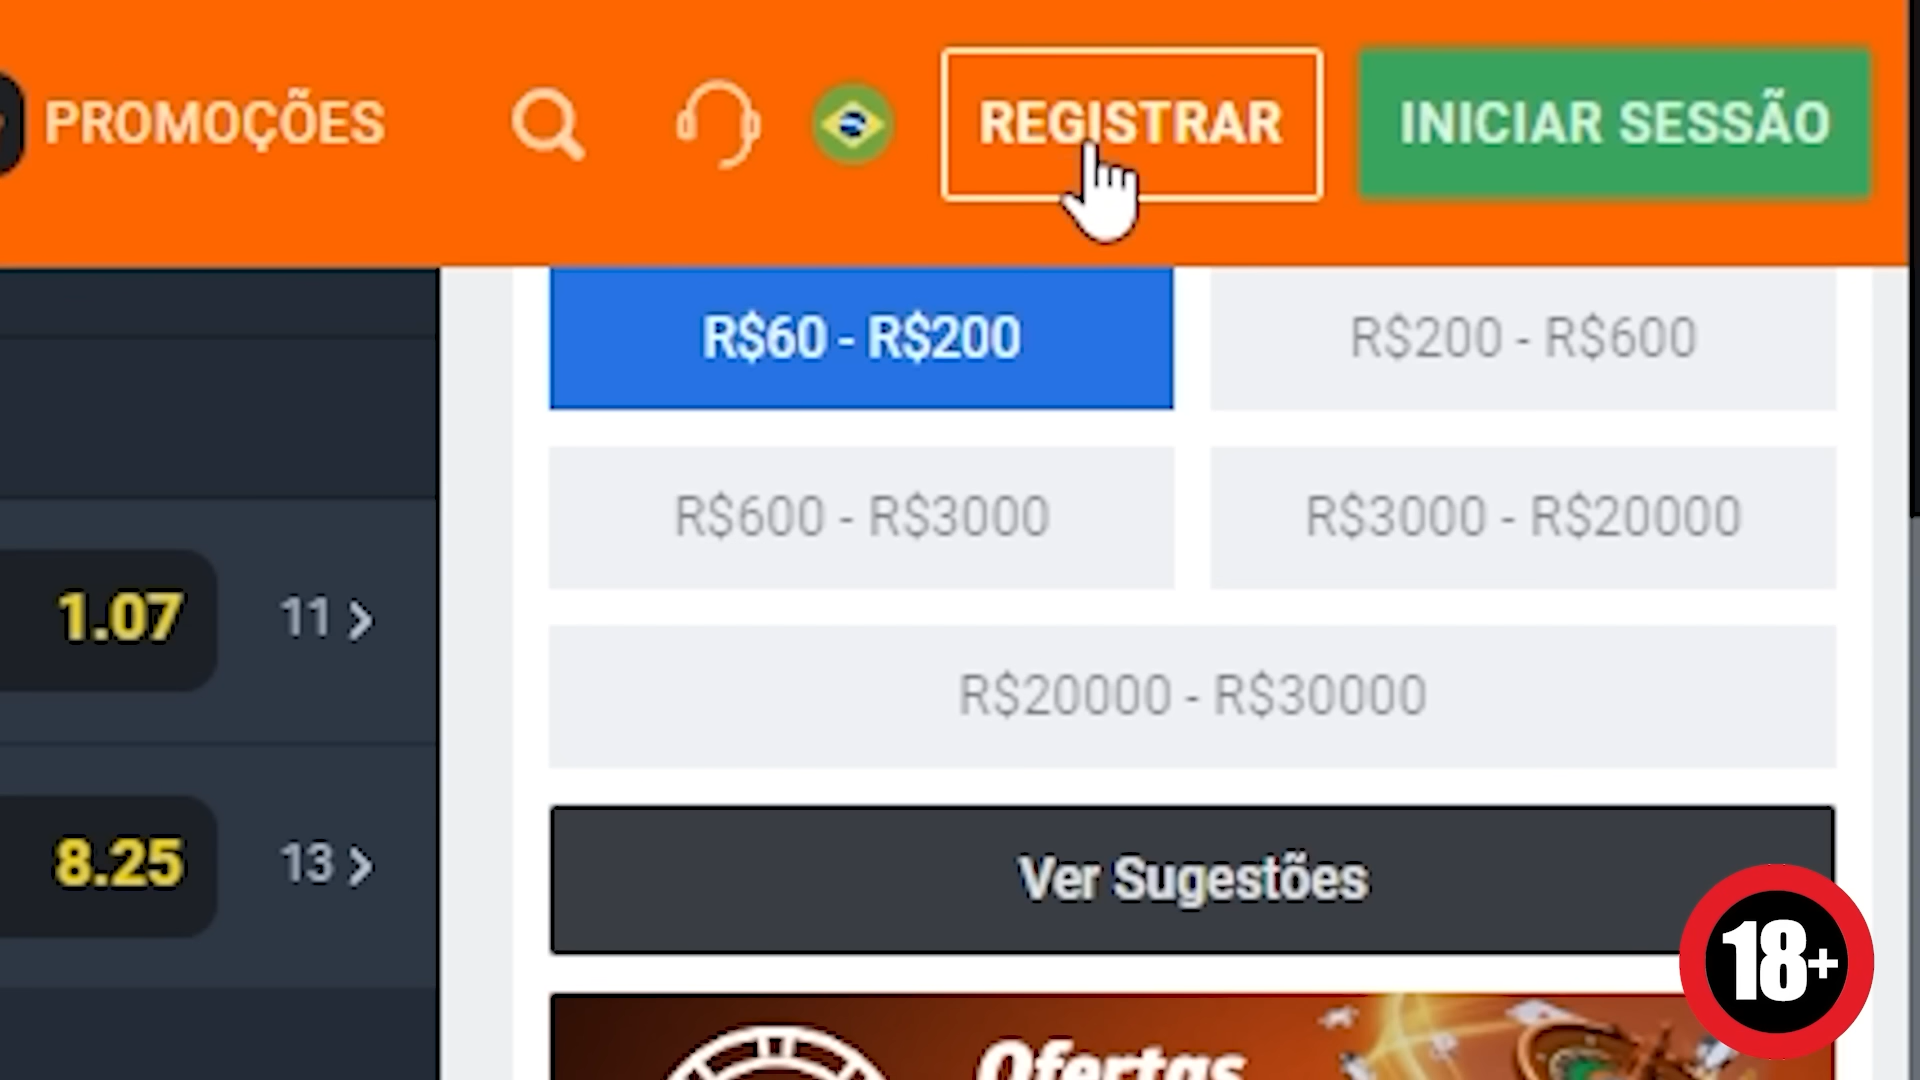 PROMOÇÕES
REGISTRAR
INICIAR SESSÃO
R$60 - R$200
R$200 - R$600
R$600 - R$3000
R$3000 - R$20000
1.07
11
R$20000 - R$30000
8.25
13
Ver Sugestões
18+
Ofertas